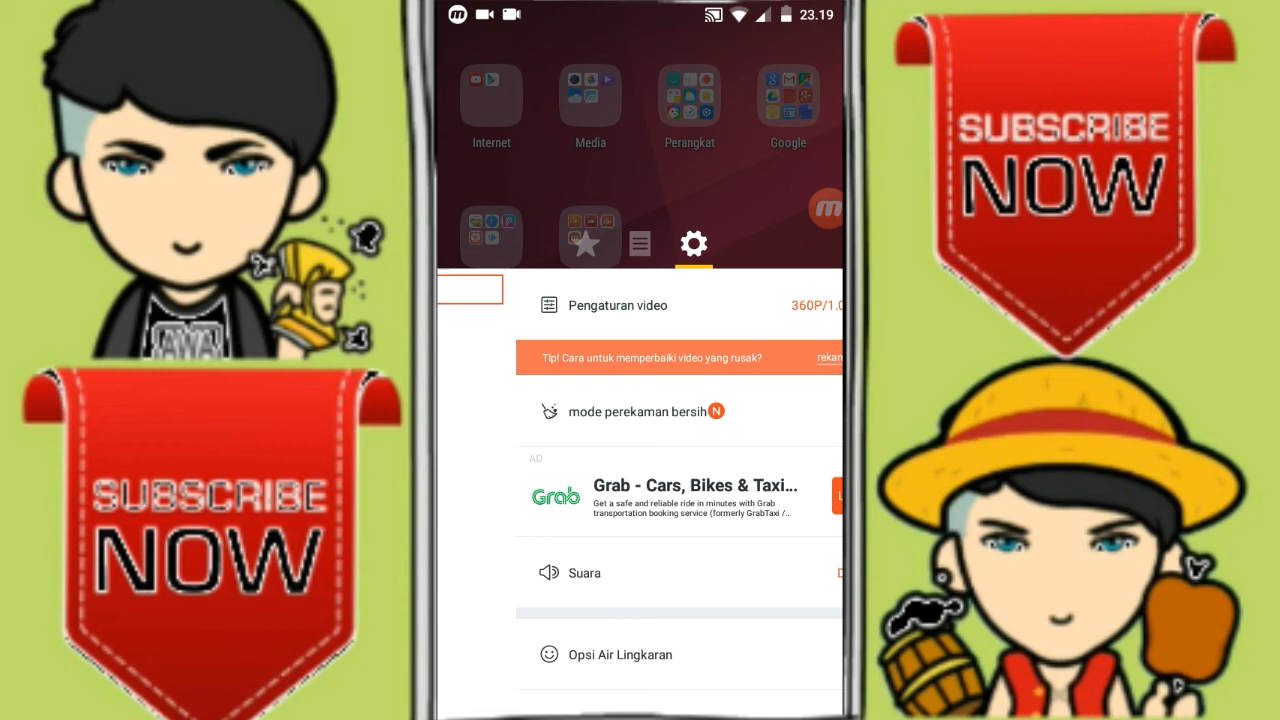 23.19
Internet
Media
Perangkat
Google
Pengaturan video
360P/1.0
Tip! Cara untuk memperbaiki video yang rusak?
rekan
mode perekaman bersih N
AD
Grab
Grab - Cars, Bikes & Taxi...
Get a safe and reliable ride in minutes with Grab
transportation booking service (formerly GrabTaxi /...
Suara
Opsi Air Lingkaran
SUBSCRIBE
NOW
SUBSCRIBE
NOW